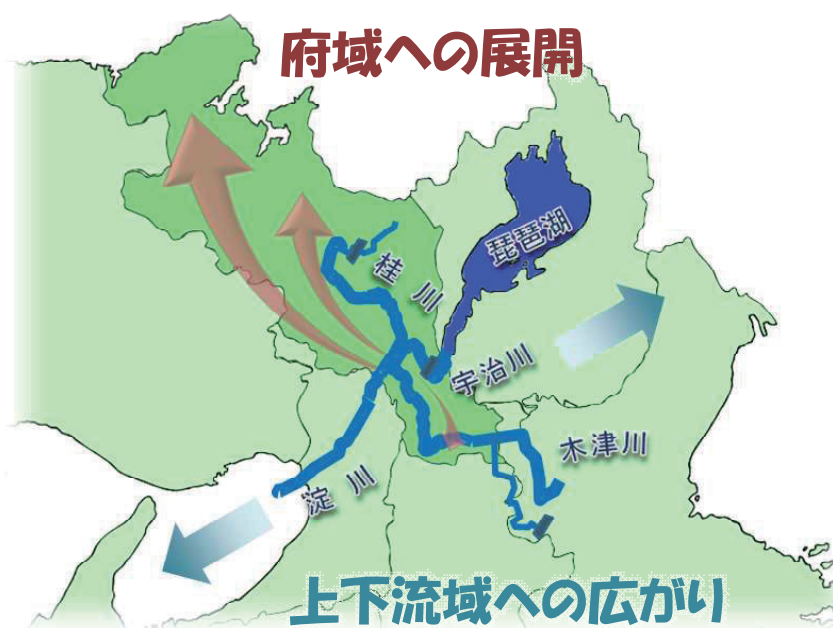 府域への展開
琵琶湖
桂川
宇治川
木津川
淀川
上下流域への広がり